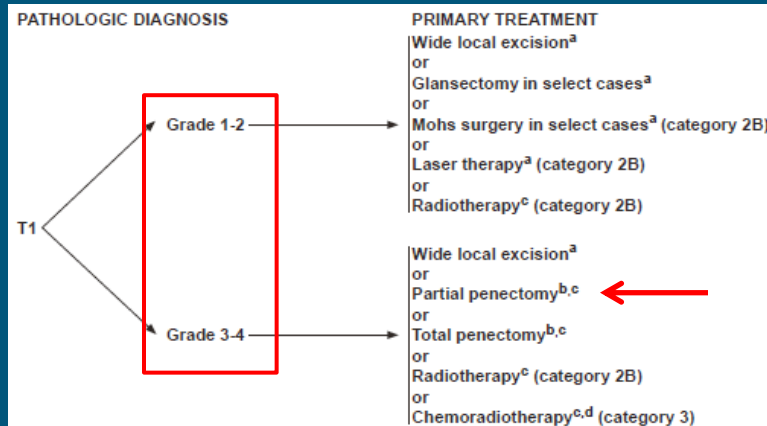 PATHOLOGIC DIAGNOSIS
PRIMARY TREATMENT
T1
Grade 1-2
Wide local excisionᵃ
or
Glansectomy in select casesᵃ
or
Mohs surgery in select casesᵃ (category 2B)
or
Laser therapyᵃ (category 2B)
or
Radiotherapyᶜ (category 2B)
Grade 3-4
Wide local excisionᵃ
or
Partial penectomyᵇ,ᶜ
or
Total penectomyᵇ,ᶜ
or
Radiotherapyᶜ (category 2B)
or
Chemoradiotherapyᶜ,ᵈ (category 3)